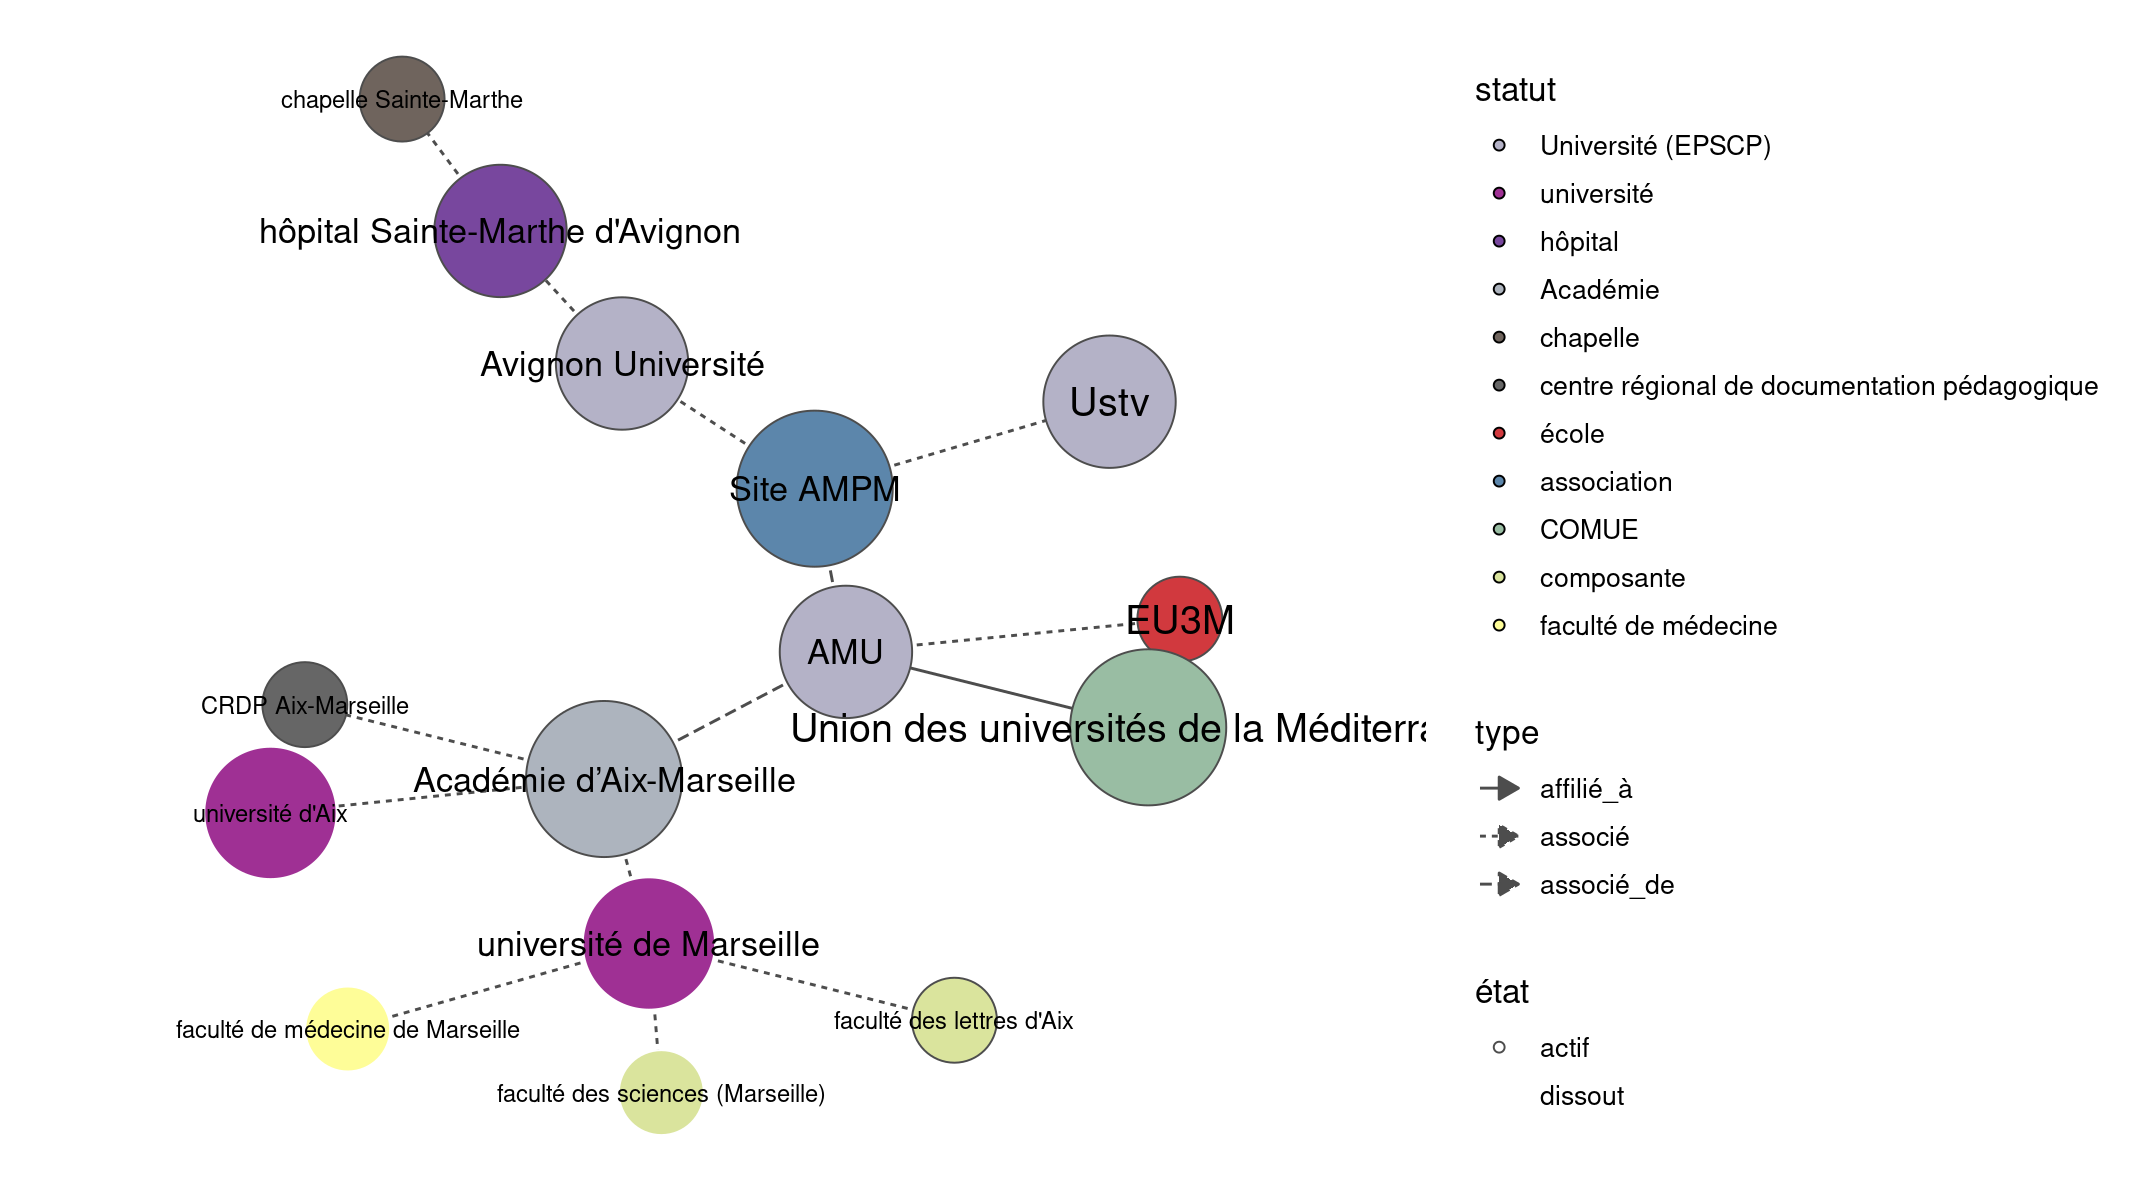 chapelle Sainte-Marthe
hôpital Sainte-Marthe d'Avignon
Avignon Université
Ustv
Site AMPM
EU3M
AMU
CRDP Aix-Marseille
Union des universités de la Méditerra
Académie d’Aix-Marseille
université d'Aix
université de Marseille
faculté de médecine de Marseille
faculté des lettres d'Aix
faculté des sciences (Marseille)
statut
Université (EPSCP)
université
hôpital
Académie
chapelle
centre régional de documentation pédagogique
école
association
COMUE
composante
faculté de médecine
type
affilié_à
associé
associé_de
état
actif
dissout